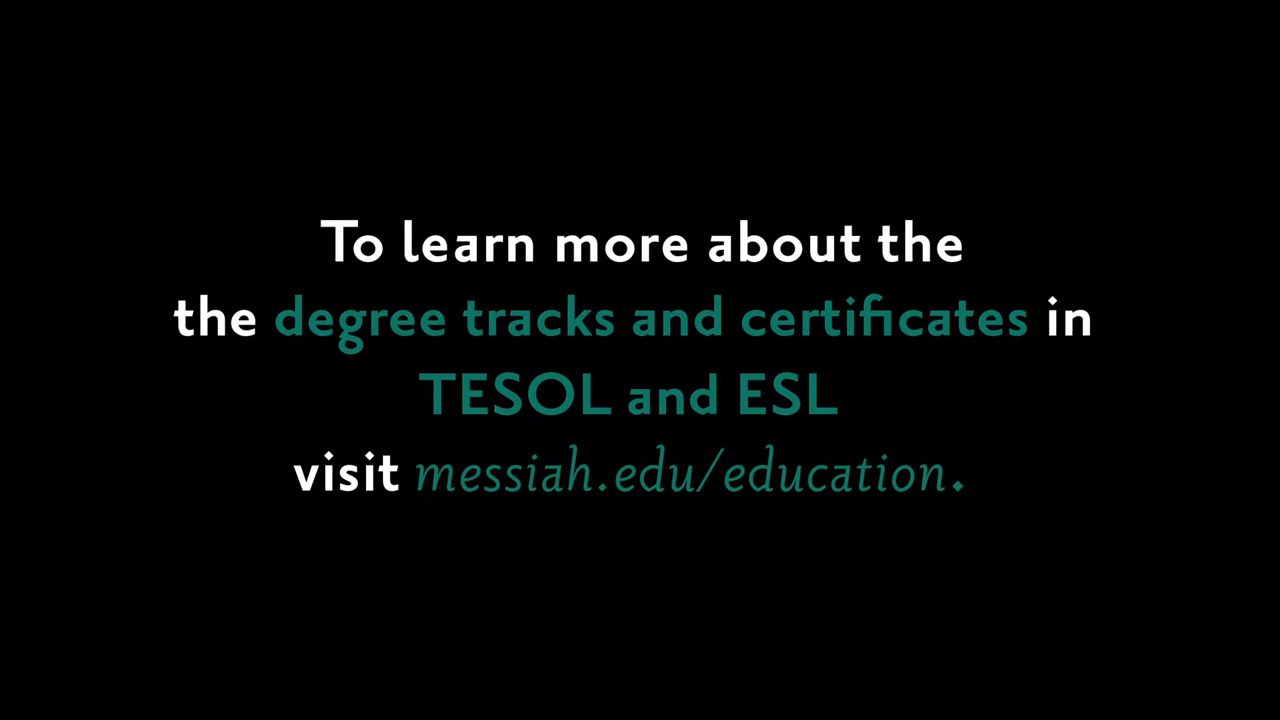 To learn more about the
the degree tracks and certificates in
TESOL and ESL
visit messiah.edu/education.